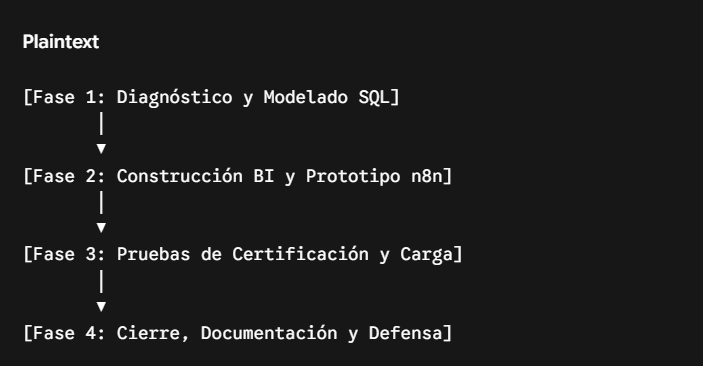 Plaintext
[Fase 1: Diagnóstico y Modelado SQL]
│
▼
[Fase 2: Construcción BI y Prototipo n8n]
│
▼
[Fase 3: Pruebas de Certificación y Carga]
│
▼
[Fase 4: Cierre, Documentación y Defensa]